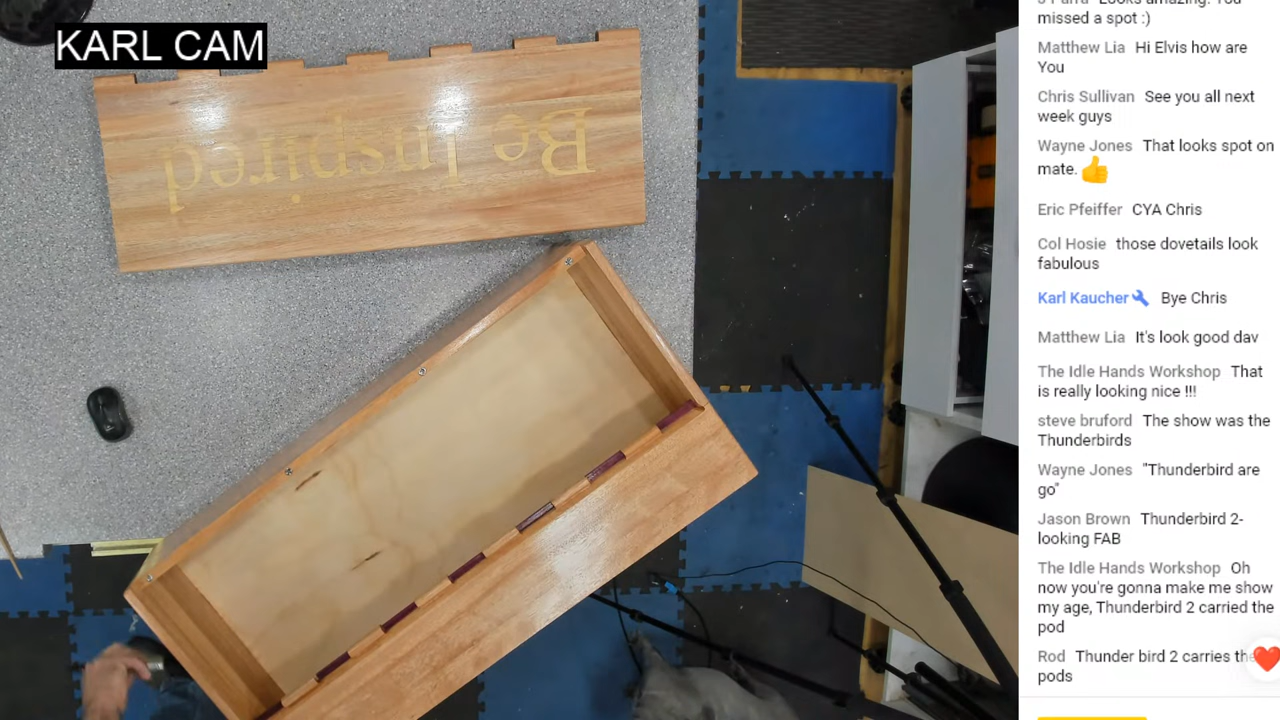 KARL CAM
Be Inspired
missed a spot :)
Matthew Lia Hi Elvis how are
You
Chris Sullivan See you all next
week guys
Wayne Jones That looks spot on
mate.👍
Eric Pfeiffer CYA Chris
Col Hosie those dovetails look
fabulous
Karl Kaucher Bye Chris
Matthew Lia It's look good dav
The Idle Hands Workshop That
is really looking nice !!!
steve bruford The show was the
Thunderbirds
Wayne Jones "Thunderbird are
go"
Jason Brown Thunderbird 2-
looking FAB
The Idle Hands Workshop Oh
now you're gonna make me show
my age, Thunderbird 2 carried the
pod
Rod Thunder bird 2 carries the
pods